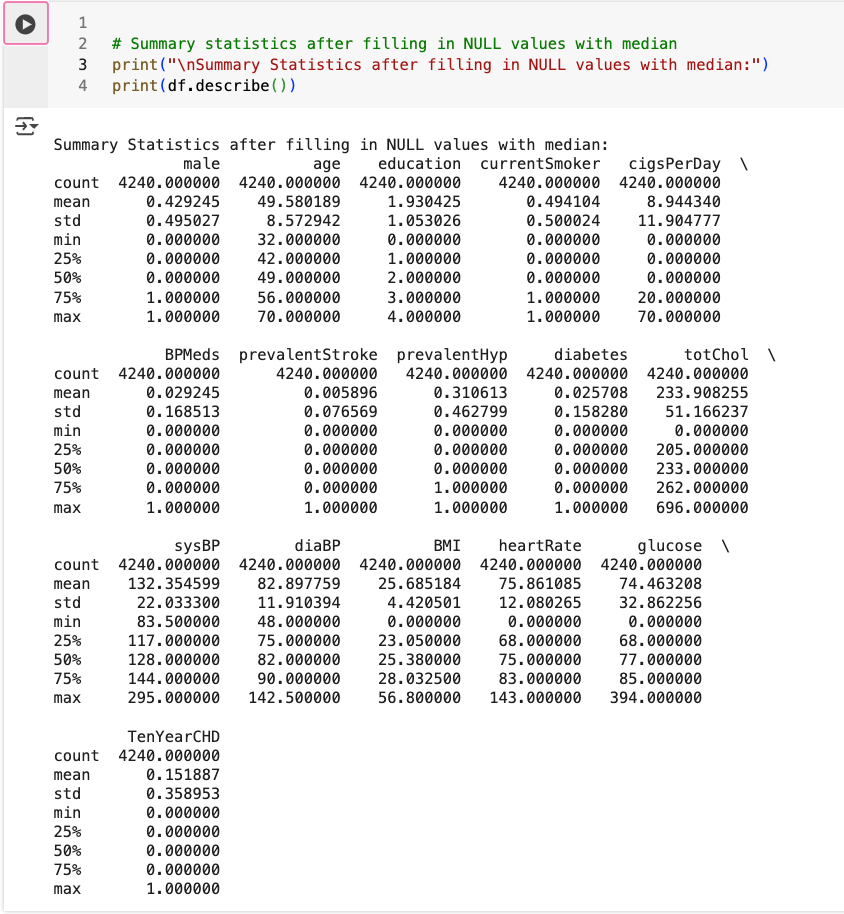 1
2 # Summary statistics after filling in NULL values with median
3 print("\nSummary Statistics after filling in NULL values with median:")
4 print(df.describe())
Summary Statistics after filling in NULL values with median:
male age education currentSmoker cigsPerDay \
count 4240.000000 4240.000000 4240.000000 4240.000000 4240.000000
mean 0.429245 49.580189 1.930425 0.494104 8.944340
std 0.495027 8.572942 1.053026 0.500024 11.904777
min 0.000000 32.000000 0.000000 0.000000 0.000000
25% 0.000000 42.000000 1.000000 0.000000 0.000000
50% 0.000000 49.000000 2.000000 0.000000 0.000000
75% 1.000000 56.000000 3.000000 1.000000 20.000000
max 1.000000 70.000000 4.000000 1.000000 70.000000
BPMeds prevalentStroke prevalentHyp diabetes totChol \
count 4240.000000 4240.000000 4240.000000 4240.000000 4240.000000
mean 0.029245 0.005896 0.310613 0.025708 233.908255
std 0.168513 0.076569 0.462799 0.158280 51.166237
min 0.000000 0.000000 0.000000 0.000000 0.000000
25% 0.000000 0.000000 0.000000 0.000000 205.000000
50% 0.000000 0.000000 0.000000 0.000000 233.000000
75% 0.000000 0.000000 1.000000 0.000000 262.000000
max 1.000000 1.000000 1.000000 1.000000 696.000000
sysBP diaBP BMI heartRate glucose \
count 4240.000000 4240.000000 4240.000000 4240.000000 4240.000000
mean 132.354599 82.897759 25.685184 75.861085 74.463208
std 22.033300 11.910394 4.420501 12.080265 32.862256
min 83.500000 48.000000 0.000000 0.000000 0.000000
25% 117.000000 75.000000 23.050000 68.000000 68.000000
50% 128.000000 82.000000 25.380000 75.000000 77.000000
75% 144.000000 90.000000 28.032500 83.000000 85.000000
max 295.000000 142.500000 56.800000 143.000000 394.000000
TenYearCHD
count 4240.000000
mean 0.151887
std 0.358953
min 0.000000
25% 0.000000
50% 0.000000
75% 0.000000
max 1.000000